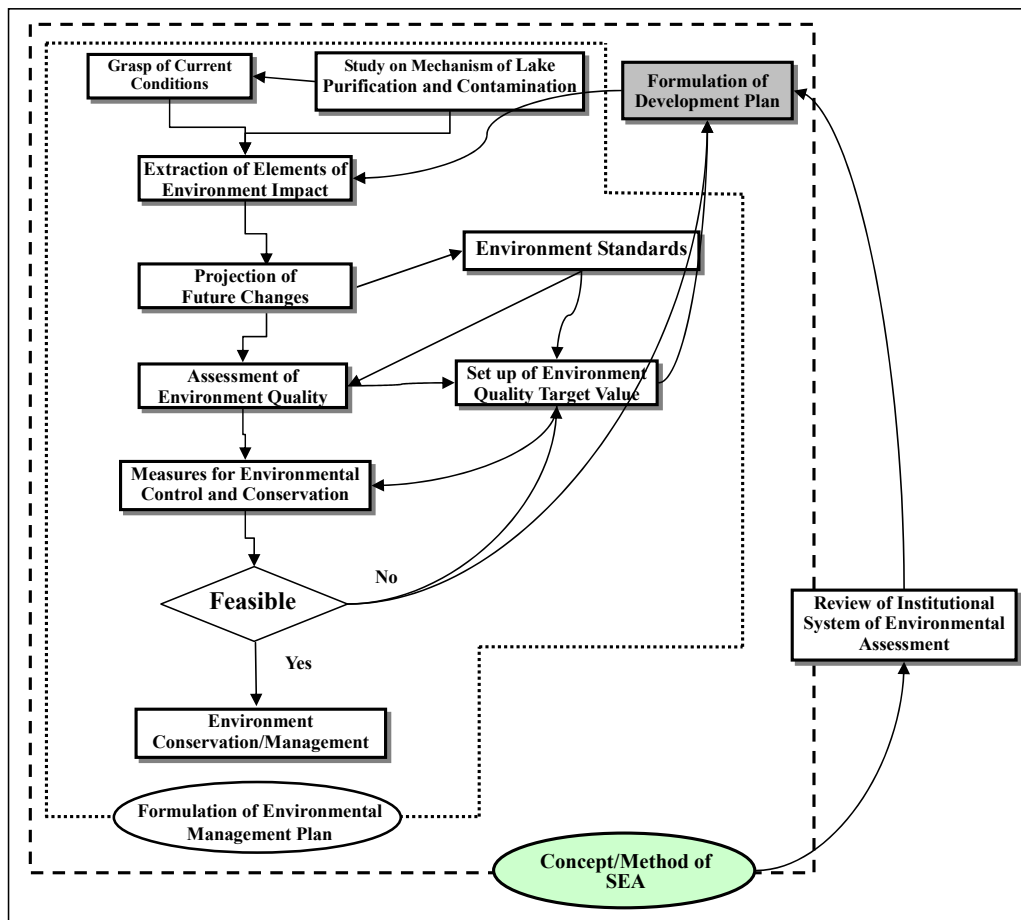 Grasp of Current
Conditions
Study on Mechanism of Lake
Purification and Contamination
Formulation of
Development Plan
Extraction of Elements of
Environment Impact
Environment Standards
Projection of
Future Changes
Assessment of
Environment Quality
Set up of Environment
Quality Target Value
Measures for Environmental
Control and Conservation
No
Feasible
Review of Institutional
System of Environmental
Assessment
Yes
Environment
Conservation/Management
Formulation of Environmental
Management Plan
Concept/Method of
SEA